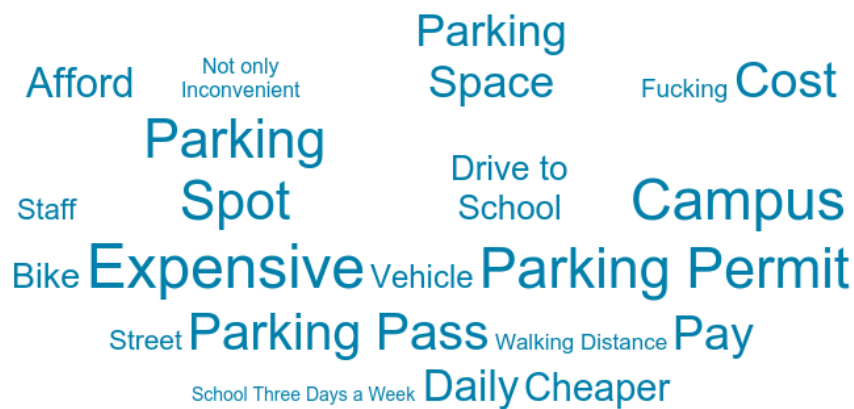 Parking
Afford Not only Inconvenient Space Fucking Cost
Parking
Spot
Drive to
School
Staff Campus
Bike Expensive Vehicle Parking Permit
Street Parking Pass Walking Distance Pay
School Three Days a Week Daily Cheaper